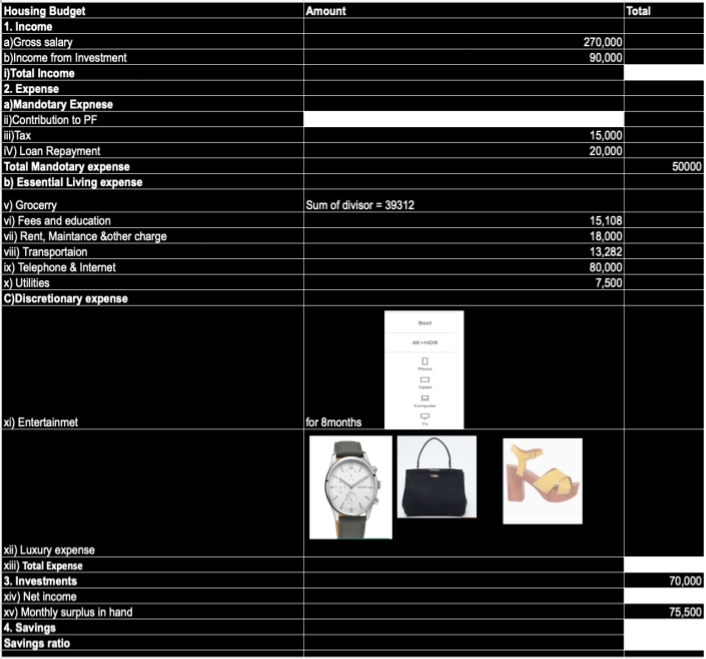 Housing Budget Amount Total
1. Income
a)Gross salary 270,000
b)Income from Investment 90,000
i)Total Income
2. Expense
a)Mandotary Expnese
ii)Contribution to PF
iii)Tax 15,000
iV) Loan Repayment 20,000
Total Mandotary expense 50000
b) Essential Living expense
v) Grocerry Sum of divisor = 39312
vi) Fees and education 15,108
vii) Rent, Maintance &other charge 18,000
viii) Transportaion 13,282
ix) Telephone & Internet 80,000
x) Utilities 7,500
C)Discretionary expense
Best
4K+HDR
Phone
Tablet
Computer
TV
xi) Entertainmet for 8months
xii) Luxury expense
xiii) Total Expense
3. Investments 70,000
xiv) Net income
xv) Monthly surplus in hand 75,500
4. Savings
Savings ratio